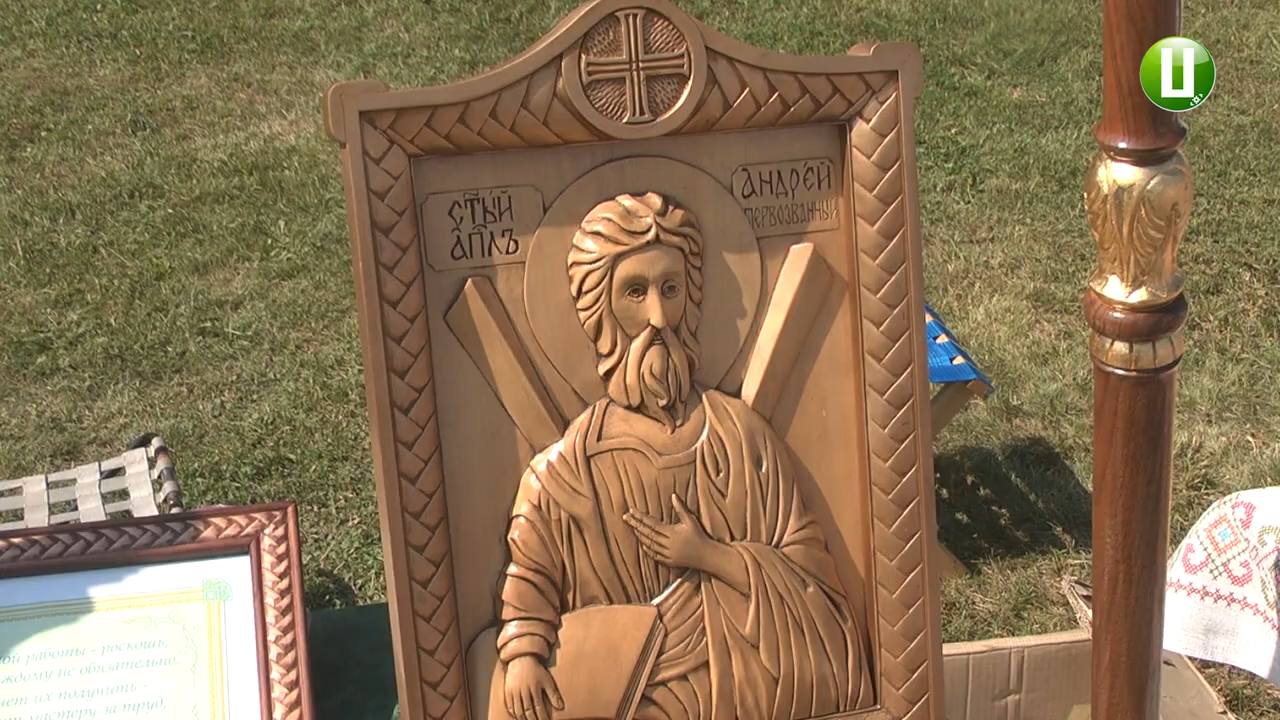 СТЫЙ
АПЛЪ
АНДРЕЙ
ПЕРВОЗВАННЫЙ
Ц
ой работы - роскошь,
ждому не обязательно.
ет их получить -
мастеру за труд,